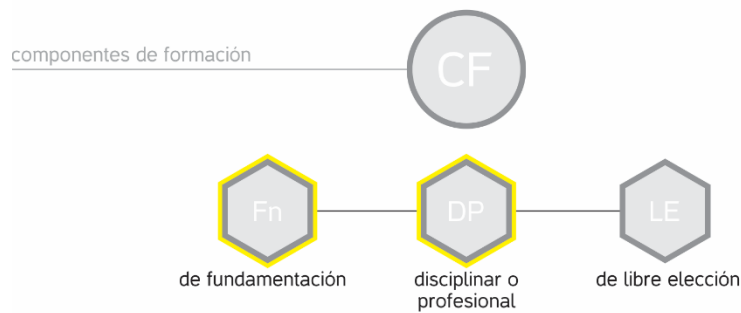 componentes de formación
CF
Fn
DP
LE
de fundamentación
disciplinar o
profesional
de libre elección